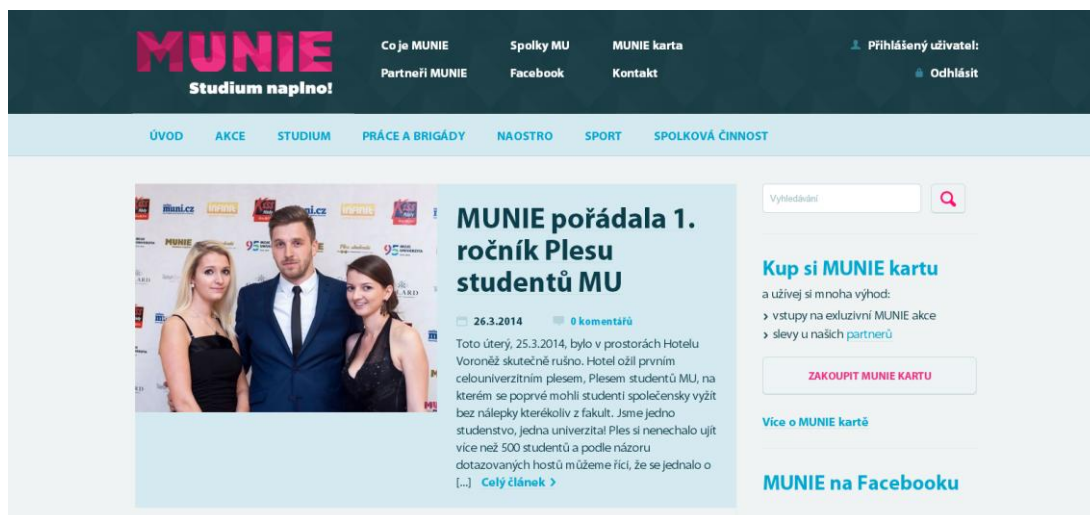 MUNIE
Studium naplno!
Co je MUNIE
Spolky MU
MUNIE karta
Partneři MUNIE
Facebook
Kontakt
Přihlášený uživatel:
Odhlásit
ÚVOD
AKCE
STUDIUM
PRÁCE A BRIGÁDY
NAOSTRO
SPORT
SPOLKOVÁ ČINNOST
muni.cz
MUNIE
95
MUNIE pořádala 1.
ročník Plesu
studentů MU
26.3.2014
0 komentářů
Toto úterý, 25.3.2014, bylo v prostorách Hotelu
Voroněž skutečně rušno. Hotel ožil prvním
celouniverzitním plesem, Plesem studentů MU, na
kterém se poprvé mohli studenti společensky vyžít
bez nálepky kterékoliv z fakult. Jsme jedno
studenstvo, jedna univerzita! Ples si nenechalo ujít
více než 500 studentů a podle názoru
dotazovaných hostů můžeme říci, že se jednalo o
[...] Celý článek >
Vyhledávání
Kup si MUNIE kartu
a užívej si mnoha výhod:
> vstupy na exluzivní MUNIE akce
> slevy u našich partnerů
ZAKOUPIT MUNIE KARTU
Více o MUNIE kartě
MUNIE na Facebooku